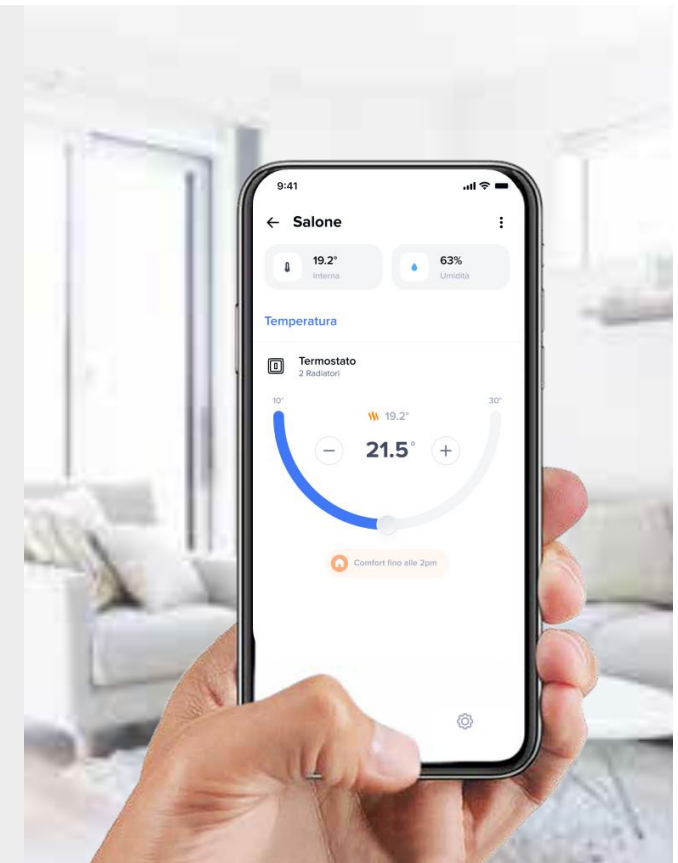 9:41
Salone
19.2°
Interna
63%
Umidità
Temperatura
Termostato
2 Radiatori
10°
30°
19.2°
21.5°
Comfort fino alle 2pm